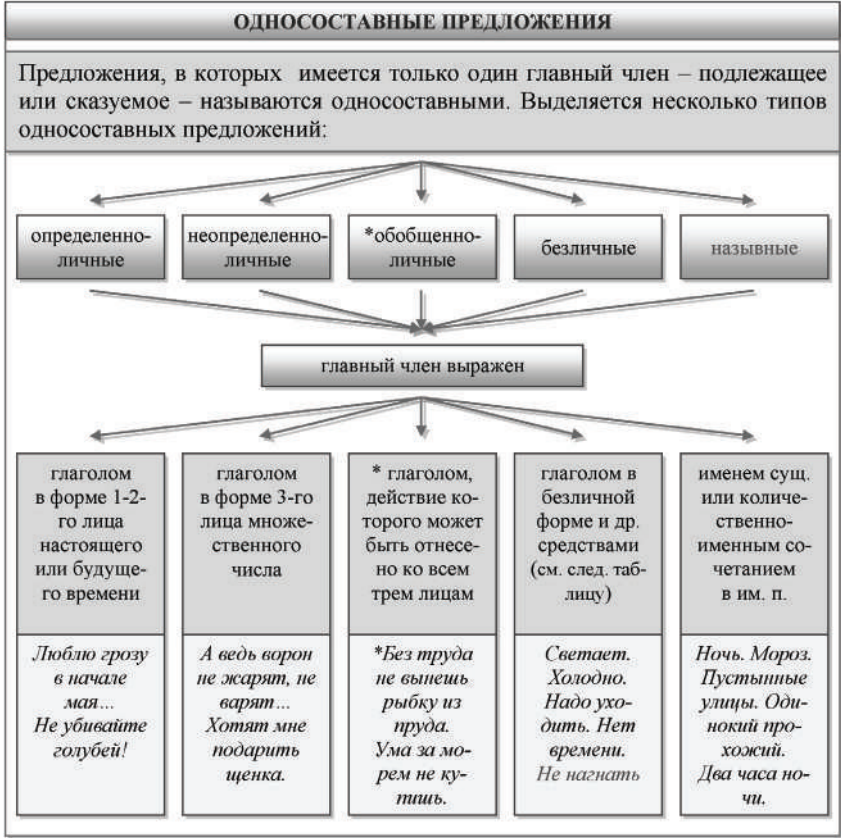 ОДНОСОСТАВНЫЕ ПРЕДЛОЖЕНИЯ
Предложения, в которых имеется только один главный член – подлежащее
или сказуемое – называются односоставными. Выделяется несколько типов
односоставных предложений:
определенно-
личные
неопределенно-
личные
*обобщенно-
личные
безличные
назывные
главный член выражен
глаголом
в форме 1-2-
го лица
настоящего
или будуще-
го времени
глаголом
в форме 3-го
лица множе-
ственного
числа
* глаголом,
действие ко-
торого может
быть отнесе-
но ко всем
трем лицам
глаголом в
безличной
форме и др.
средствами
(см. след. таб-
лицу)
именем сущ.
или количе-
ственно-
именным со-
четанием
в им. п.
Люблю грозу
в начале
мая…
Не убивайте
голубей!
А ведь ворон
не жарят, не
варят…
Хотят мне
подарить
щенка.
*Без труда
не вынешь
рыбку из
пруда.
Ума за мо-
рем не ку-
пишь.
Светает.
Холодно.
Надо ухо-
дить. Нет
времени.
Не нагнать
Ночь. Мороз.
Пустынные
улицы. Оди-
нокий про-
хожий.
Два часа но-
чи.